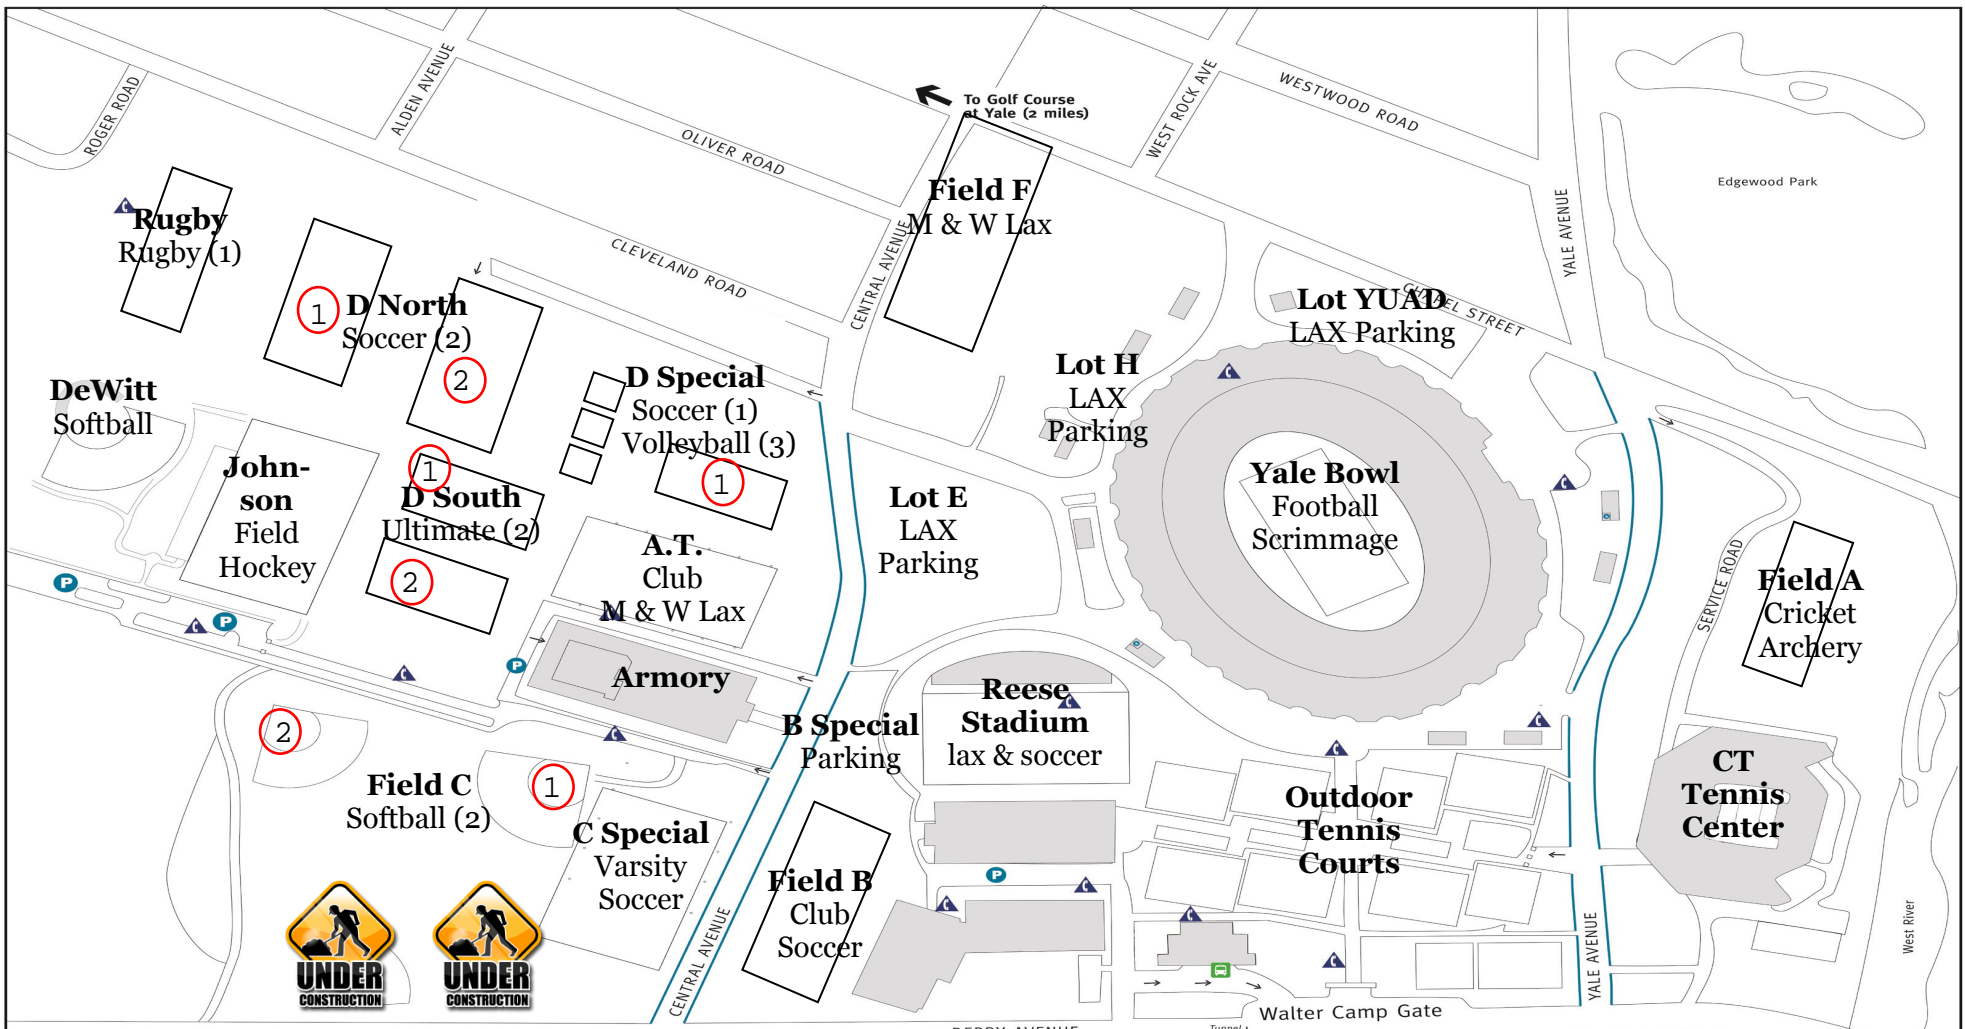 To Golf Course
at Yale (2 miles)
ROGER ROAD
ALDEN AVENUE
OLIVER ROAD
CLEVELAND ROAD
CENTRAL AVENUE
WEST ROCK AVE
WESTWOOD ROAD
YALE AVENUE
CHAPEL STREET
Edgewood Park
Field F
M & W Lax
Rugby
Rugby (1)
1
D North
Soccer (2)
2
Lot YUAD
LAX Parking
Lot H
LAX
Parking
DeWitt
Softball
D Special
Soccer (1)
Volleyball (3)
1
John-
son
Field
Hockey
1
D South
Ultimate (2)
2
Lot E
LAX
Parking
Yale Bowl
Football
Scrimmage
A.T.
Club
M & W Lax
SERVICE ROAD
Field A
Cricket
Archery
P
P
P
Armory
Reese
Stadium
lax & soccer
B Special
Parking
2
1
Field C
Softball (2)
C Special
Varsity
Soccer
Outdoor
Tennis
Courts
CT
Tennis
Center
Field B
Club
Soccer
P
UNDER
CONSTRUCTION
UNDER
CONSTRUCTION
CENTRAL AVENUE
YALE AVENUE
West River
Walter Camp Gate
DERBY AVENUE
Tunnel